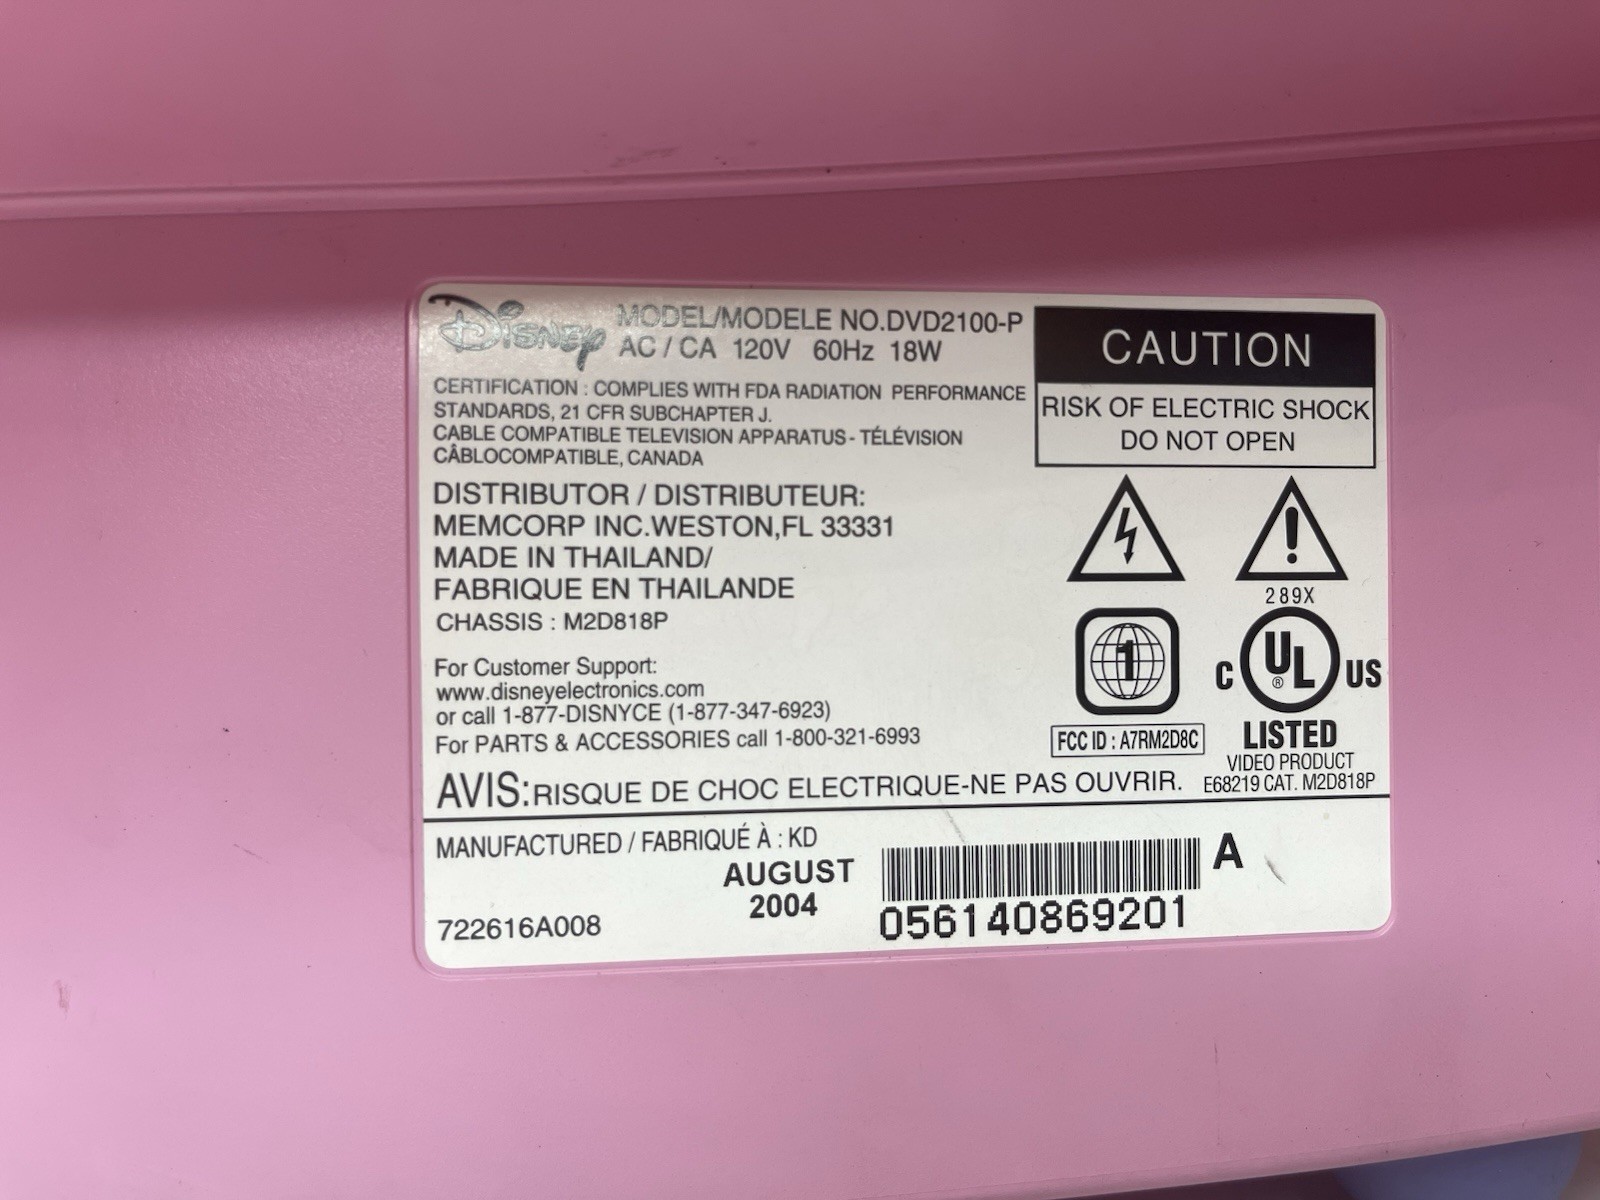 Disney MODEL/MODELE NO.DVD2100-P
AC / CA 120V 60Hz 18W
CERTIFICATION : COMPLIES WITH FDA RADIATION PERFORMANCE
STANDARDS, 21 CFR SUBCHAPTER J.
CABLE COMPATIBLE TELEVISION APPARATUS - TÉLÉVISION
CÂBLOCOMPATIBLE, CANADA
DISTRIBUTOR / DISTRIBUTEUR:
MEMCORP INC.WESTON,FL 33331
MADE IN THAILAND/
FABRIQUE EN THAILANDE
CHASSIS : M2D818P
For Customer Support:
www.disneyelectronics.com
or call 1-877-DISNYCE (1-877-347-6923)
For PARTS & ACCESSORIES call 1-800-321-6993
AVIS:RISQUE DE CHOC ELECTRIQUE-NE PAS OUVRIR.
CAUTION
RISK OF ELECTRIC SHOCK
DO NOT OPEN
!
289X
1
C UL ® US
LISTED
VIDEO PRODUCT
E68219 CAT. M2D818P
FCC ID : A7RM2D8C
MANUFACTURED / FABRIQUÉ À : KD
AUGUST
2004
722616A008
A
056140869201